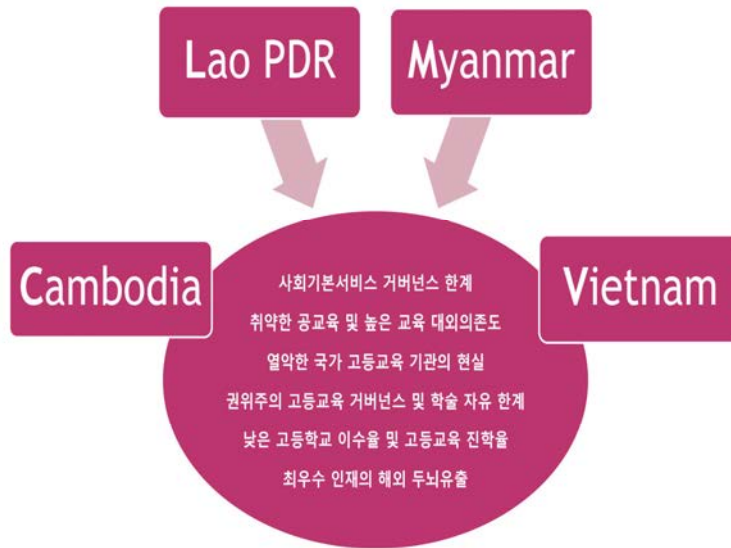 Lao PDR
Myanmar
Cambodia
Vietnam
사회기본서비스 거버넌스 한계
취약한 공교육 및 높은 교육 대외의존도
열악한 국가 고등교육 기관의 현실
권위주의 고등교육 거버넌스 및 학술 자유 한계
낮은 고등학교 이수율 및 고등교육 진학율
최우수 인재의 해외 두뇌유출